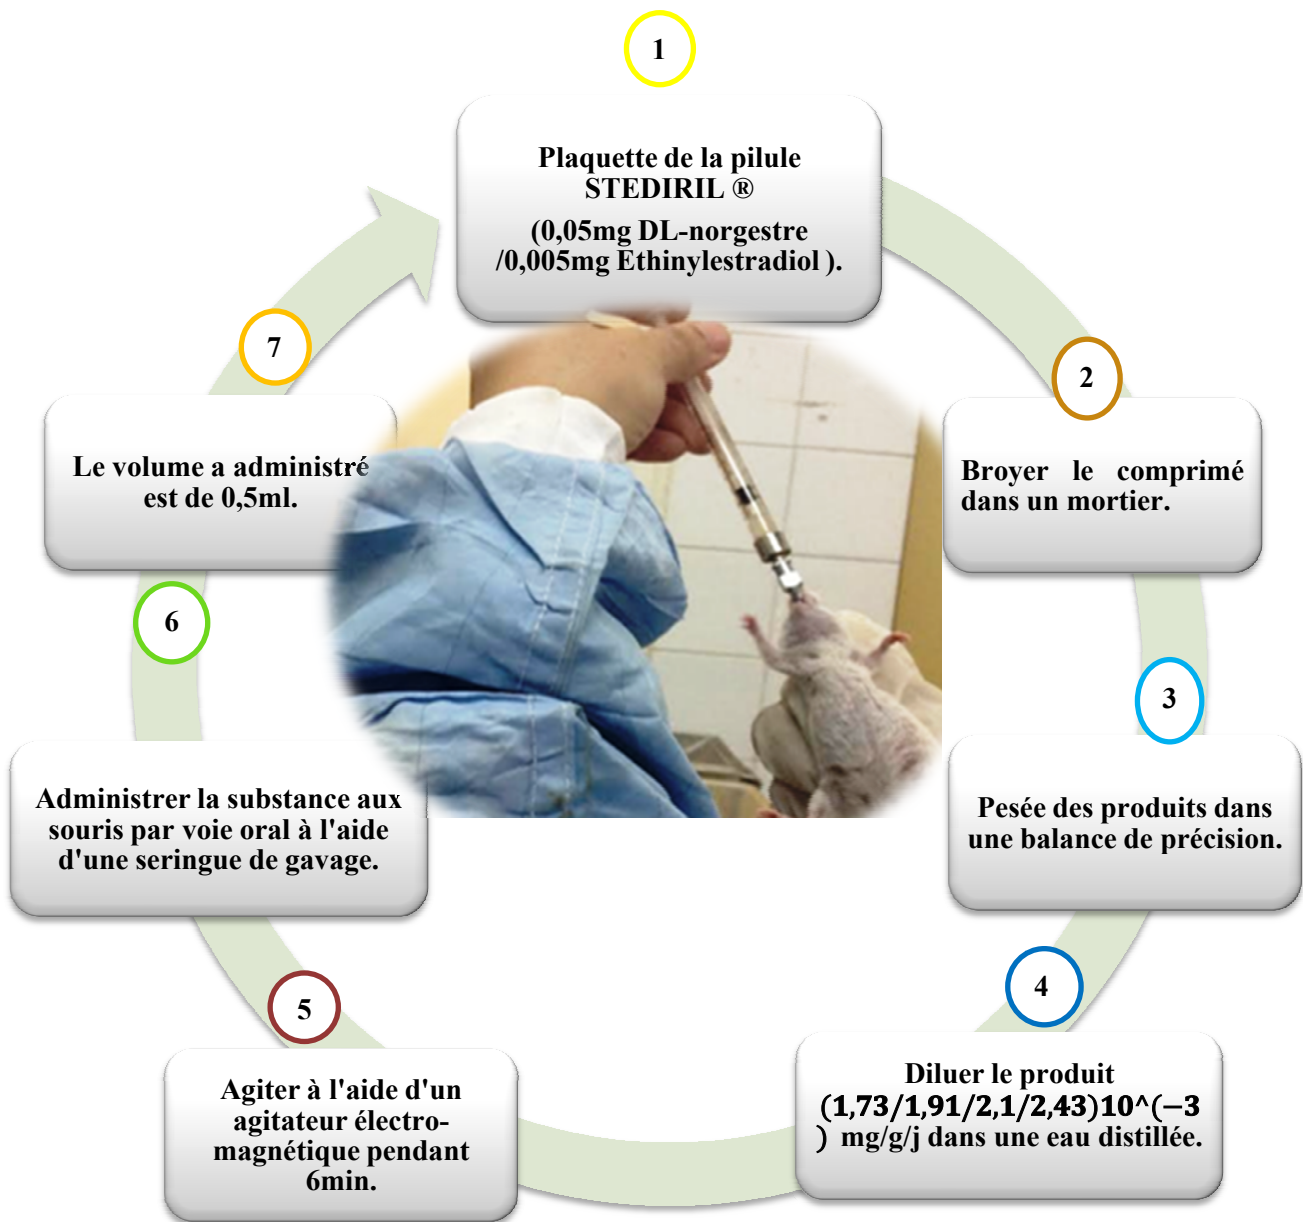 1
Plaquette de la pilule
STEDIRIL ®
(0,05mg DL-norgestre
/0,005mg Ethinylestradiol ).
2
Broyer le comprimé
dans un mortier.
3
Pesée des produits dans
une balance de précision.
4
Diluer le produit
(1,73/1,91/2,1/2,43)10^(−3
) mg/g/j dans une eau distillée.
5
Agiter à l'aide d'un
agitateur électro-
magnétique pendant
6min.
6
Administrer la substance aux
souris par voie oral à l'aide
d'une seringue de gavage.
7
Le volume a administré
est de 0,5ml.